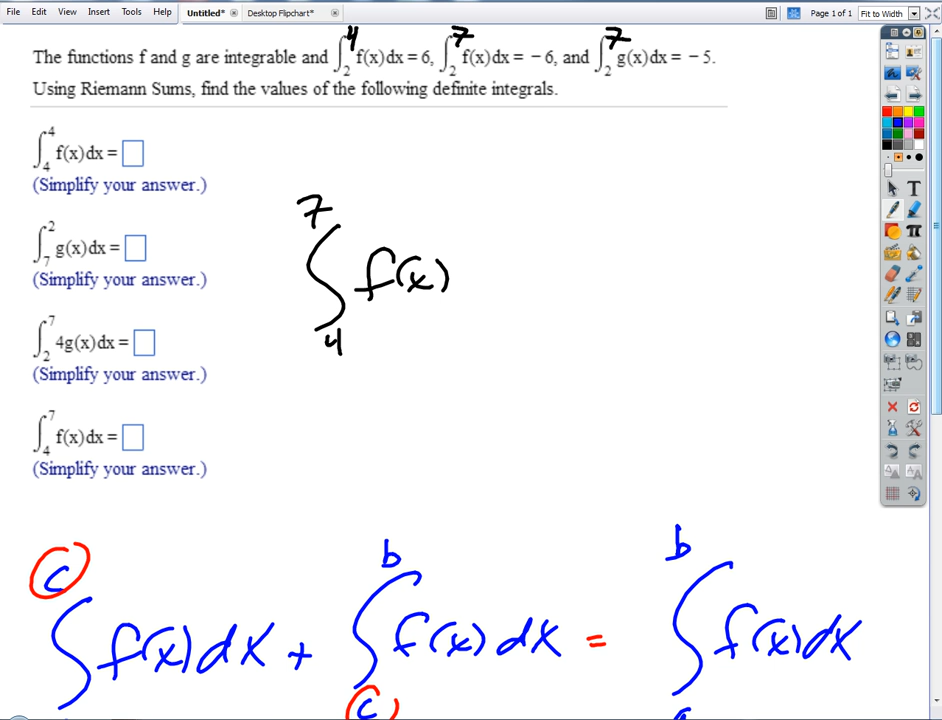 File Edit View Insert Tools Help Untitled* Desktop Flipchart* Page 1 of 1 Fit to Width
The functions f and g are integrable and ∫₂⁴ f(x)dx = 6, ∫₂⁷ f(x)dx = − 6, and ∫₂⁷ g(x)dx = − 5.
Using Riemann Sums, find the values of the following definite integrals.
∫₄⁴ f(x)dx =
(Simplify your answer.)
∫₇² g(x)dx =
(Simplify your answer.)
∫₂⁷ 4g(x)dx =
(Simplify your answer.)
∫₄⁷ f(x)dx =
(Simplify your answer.)
∫₄⁷ f(x)
∫ᶜ f(x)dx + ∫_c^b f(x)dx = ∫_a^b f(x)dx